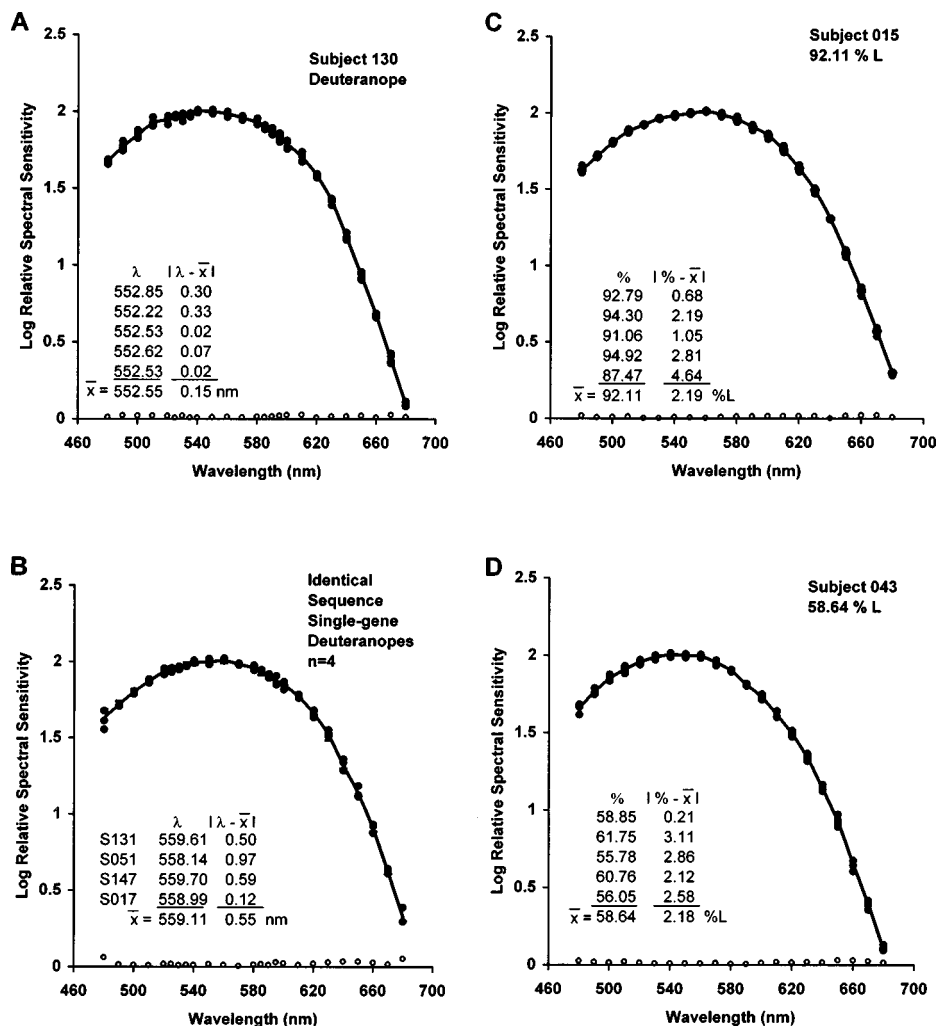 A
Subject 130
Deuteranope
Log Relative Spectral Sensitivity
2.5
2
1.5
1
0.5
0
λ | λ - x̄ |
552.85 0.30
552.22 0.33
552.53 0.02
552.62 0.07
552.53 0.02
x̄ = 552.55 0.15 nm
460 500 540 580 620 660 700
Wavelength (nm)
C
Subject 015
92.11 % L
Log Relative Spectral Sensitivity
2.5
2
1.5
1
0.5
0
% | % - x̄ |
92.79 0.68
94.30 2.19
91.06 1.05
94.92 2.81
87.47 4.64
x̄ = 92.11 2.19 %L
460 500 540 580 620 660 700
Wavelength (nm)
B
Identical
Sequence
Single-gene
Deuteranopes
n=4
Log Relative Spectral Sensitivity
2.5
2
1.5
1
0.5
0
λ | λ - x̄ |
S131 559.61 0.50
S051 558.14 0.97
S147 559.70 0.59
S017 558.99 0.12
x̄ = 559.11 0.55 nm
460 500 540 580 620 660 700
Wavelength (nm)
D
Subject 043
58.64 % L
Log Relative Spectral Sensitivity
2.5
2
1.5
1
0.5
0
% | % - x̄ |
58.85 0.21
61.75 3.11
55.78 2.86
60.76 2.12
56.05 2.58
x̄ = 58.64 2.18 %L
460 500 540 580 620 660 700
Wavelength (nm)